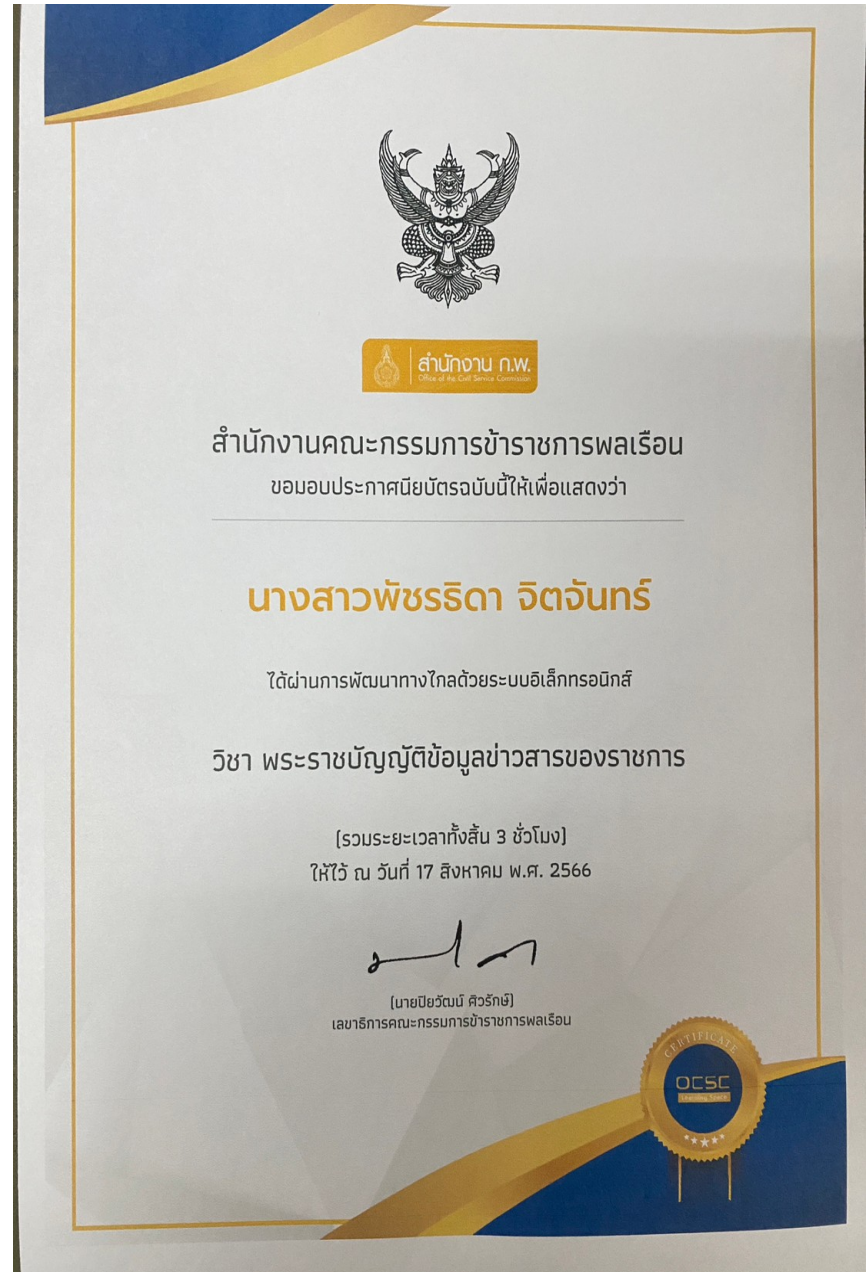 สำนักงาน ก.พ.
Office of the Civil Service Commission
สำนักงานคณะกรรมการข้าราชการพลเรือน
ขอมอบประกาศนียบัตรฉบับนี้ให้เพื่อแสดงว่า
นางสาวพัชรธิดา จิตจันทร์
ได้ผ่านการพัฒนาทางไกลด้วยระบบอิเล็กทรอนิกส์
วิชา พระราชบัญญัติข้อมูลข่าวสารของราชการ
(รวมระยะเวลาทั้งสิ้น 3 ชั่วโมง)
ให้ไว้ ณ วันที่ 17 สิงหาคม พ.ศ. 2566
(นายปิยวัฒน์ ศิวรักษ์)
เลขาธิการคณะกรรมการข้าราชการพลเรือน
CERTIFICATE
OCSC
Learning Space